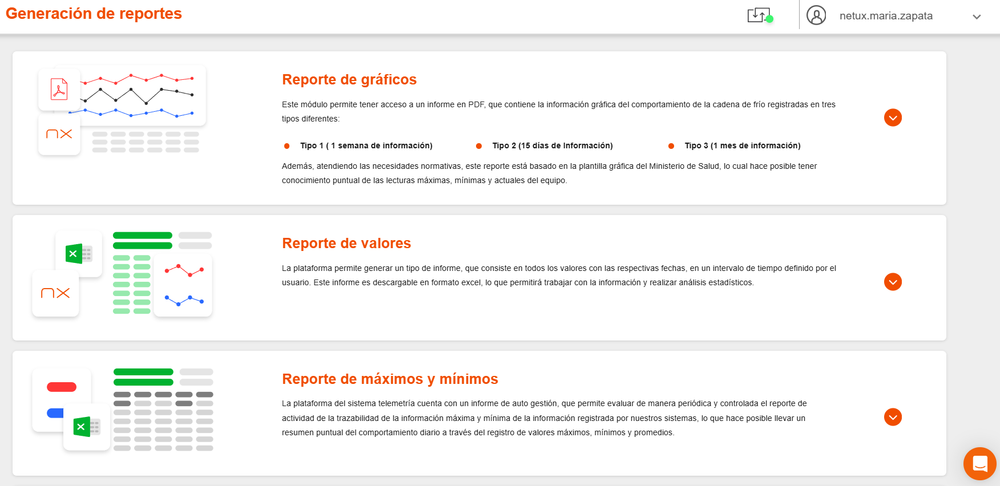 Generación de reportes
netux.maria.zapata
Reporte de gráficos
Este módulo permite tener acceso a un informe en PDF, que contiene la información gráfica del comportamiento de la cadena de frío registradas en tres
tipos diferentes:
Tipo 1 ( 1 semana de información)
Tipo 2 (15 días de Información)
Tipo 3 (1 mes de información)
Además, atendiendo las necesidades normativas, este reporte está basado en la plantilla gráfica del Ministerio de Salud, lo cual hace posible tener
conocimiento puntual de las lecturas máximas, mínimas y actuales del equipo.
nx
Reporte de valores
La plataforma permite generar un tipo de informe, que consiste en todos los valores con las respectivas fechas, en un intervalo de tiempo definido por el
usuario. Este informe es descargable en formato excel, lo que permitirá trabajar con la información y realizar análisis estadísticos.
X
nx
Reporte de máximos y mínimos
La plataforma del sistema telemetría cuenta con un informe de auto gestión, que permite evaluar de manera periódica y controlada el reporte de
actividad de la trazabilidad de la información máxima y mínima de la información registrada por nuestros sistemas, lo que hace posible llevar un
resumen puntual del comportamiento diario a través del registro de valores máximos, mínimos y promedios.
X